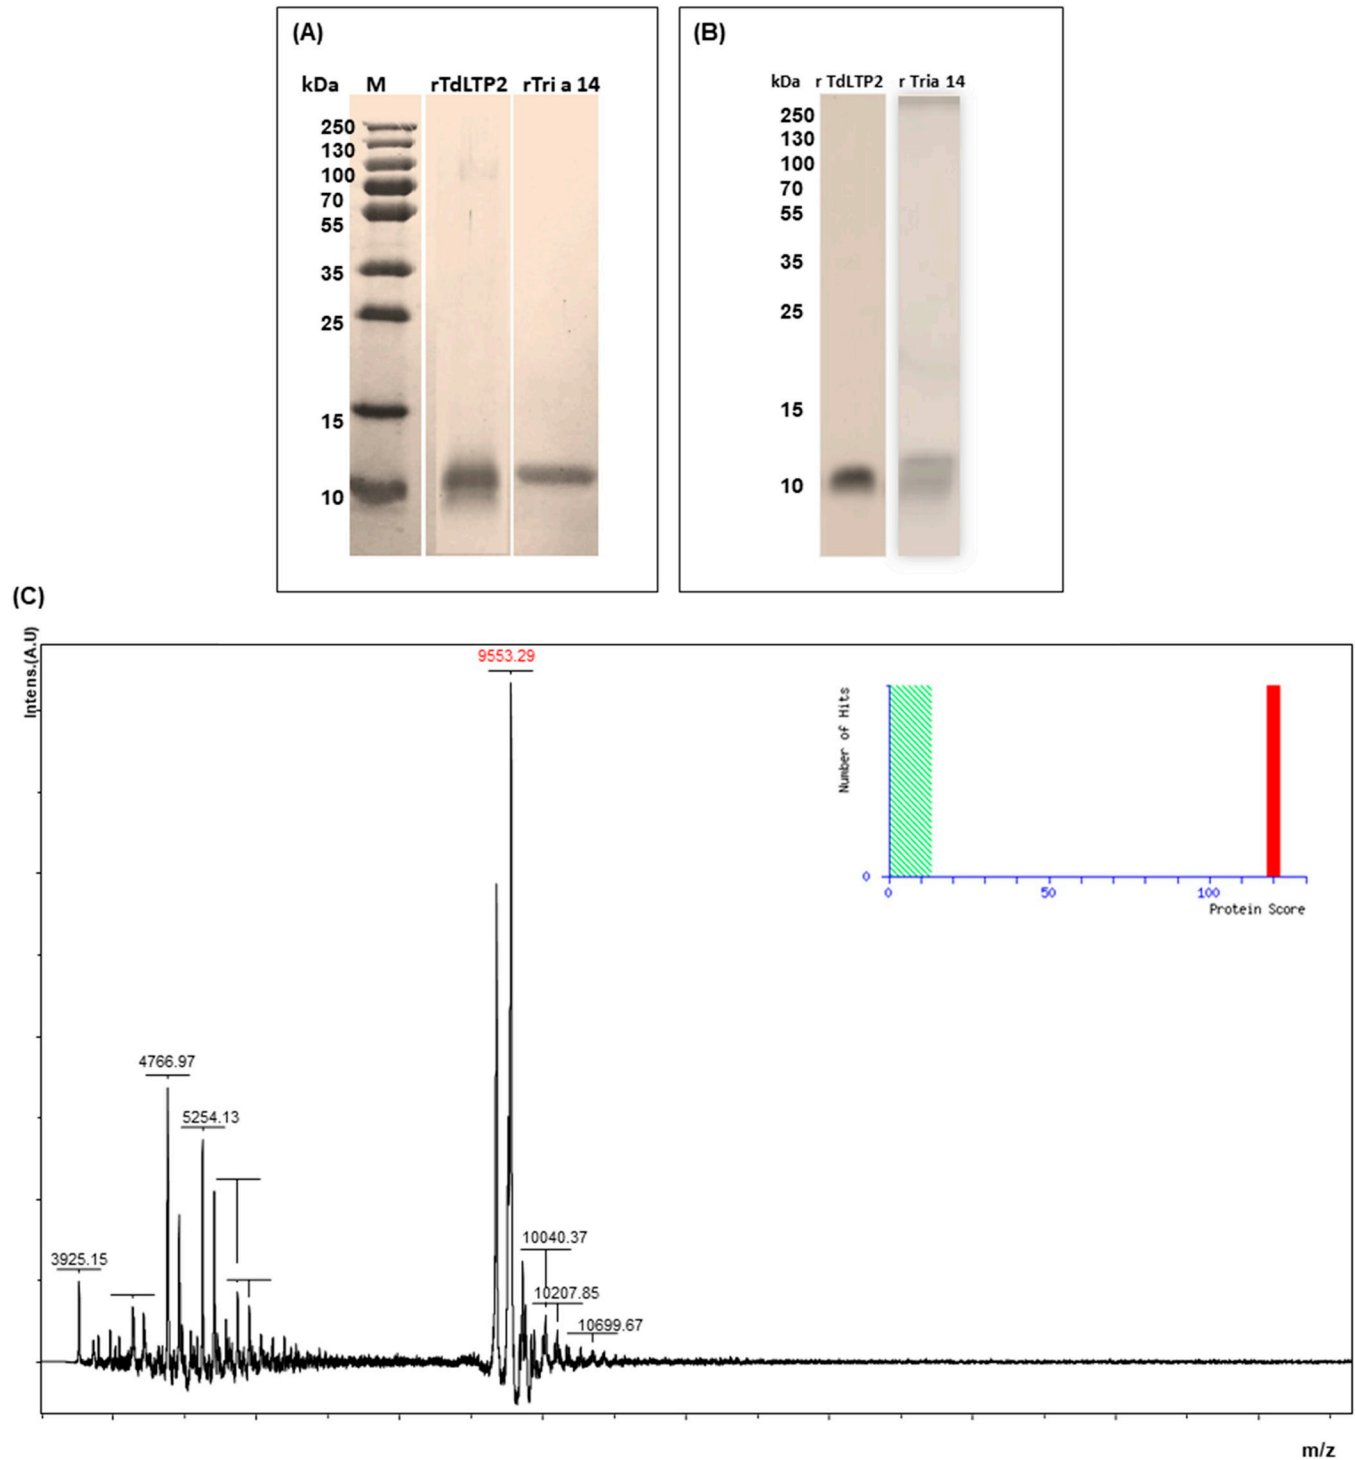 (A)
kDa M rTdLTP2 rTri a 14
250
130
100
70
55
35
25
15
10
(B)
kDa r TdLTP2 r Tria 14
250
130
100
70
55
35
25
15
10
(C)
Intens.(A.U)
9553.29
4766.97
5254.13
3925.15
10040.37
10207.85
10699.67
m/z
Number of Hits
0
0 50 100
Protein Score